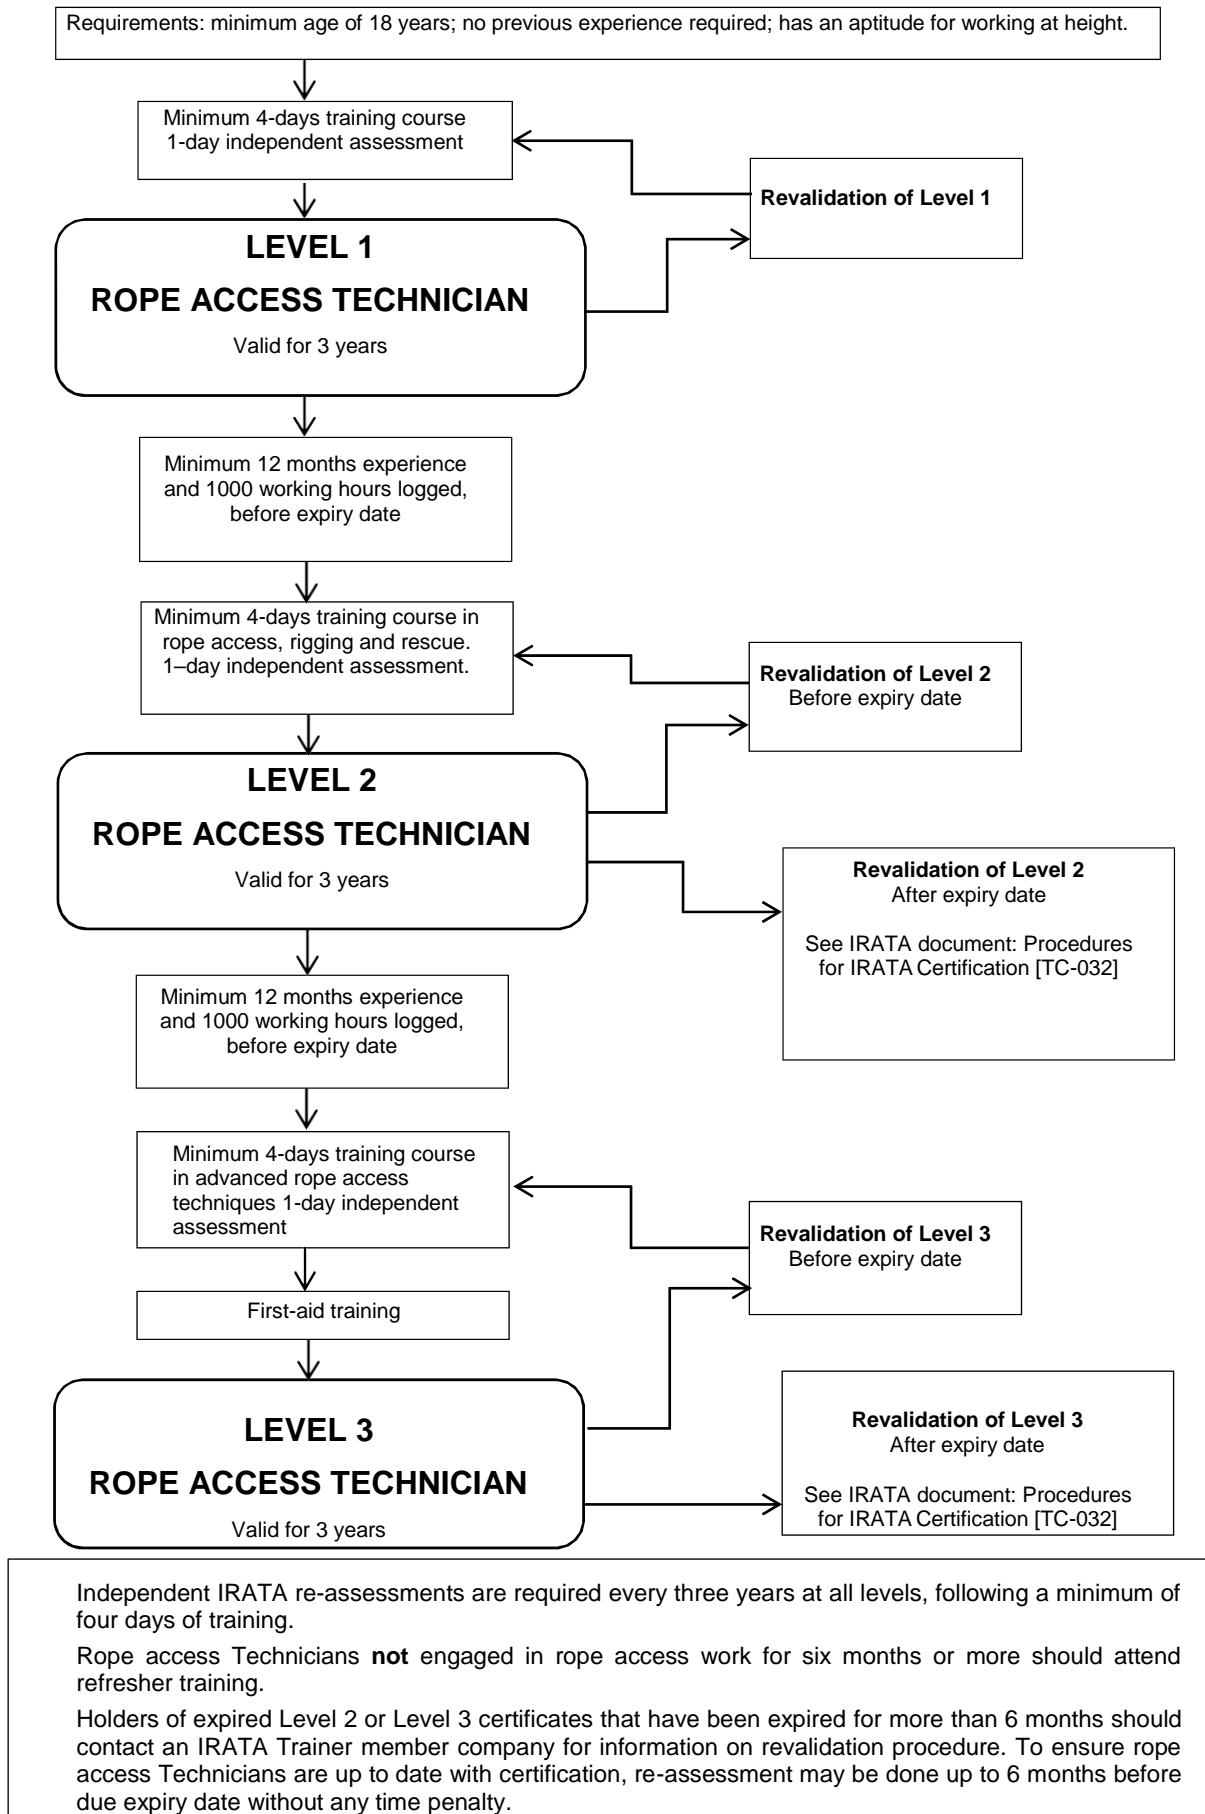 Requirements: minimum age of 18 years; no previous experience required; has an aptitude for working at height.
Minimum 4-days training course
1-day independent assessment
Revalidation of Level 1
LEVEL 1
ROPE ACCESS TECHNICIAN
Valid for 3 years
Minimum 12 months experience
and 1000 working hours logged,
before expiry date
Minimum 4-days training course in
rope access, rigging and rescue.
1–day independent assessment.
Revalidation of Level 2
Before expiry date
LEVEL 2
ROPE ACCESS TECHNICIAN
Valid for 3 years
Revalidation of Level 2
After expiry date
See IRATA document: Procedures
for IRATA Certification [TC-032]
Minimum 12 months experience
and 1000 working hours logged,
before expiry date
Minimum 4-days training course
in advanced rope access
techniques 1-day independent
assessment
Revalidation of Level 3
Before expiry date
First-aid training
LEVEL 3
ROPE ACCESS TECHNICIAN
Valid for 3 years
Revalidation of Level 3
After expiry date
See IRATA document: Procedures
for IRATA Certification [TC-032]
Independent IRATA re-assessments are required every three years at all levels, following a minimum of
four days of training.
Rope access Technicians not engaged in rope access work for six months or more should attend
refresher training.
Holders of expired Level 2 or Level 3 certificates that have been expired for more than 6 months should
contact an IRATA Trainer member company for information on revalidation procedure. To ensure rope
access Technicians are up to date with certification, re-assessment may be done up to 6 months before
due expiry date without any time penalty.